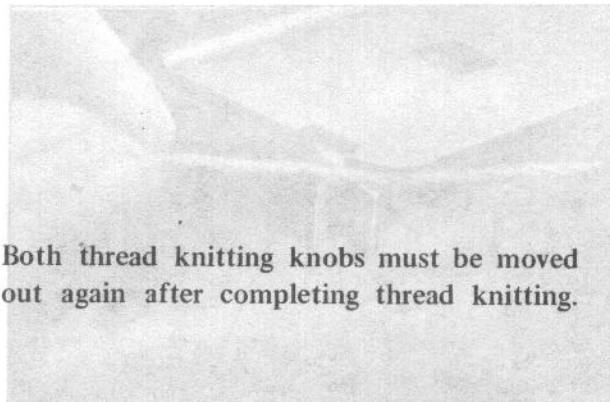 Both thread knitting knobs must be moved
out again after completing thread knitting.